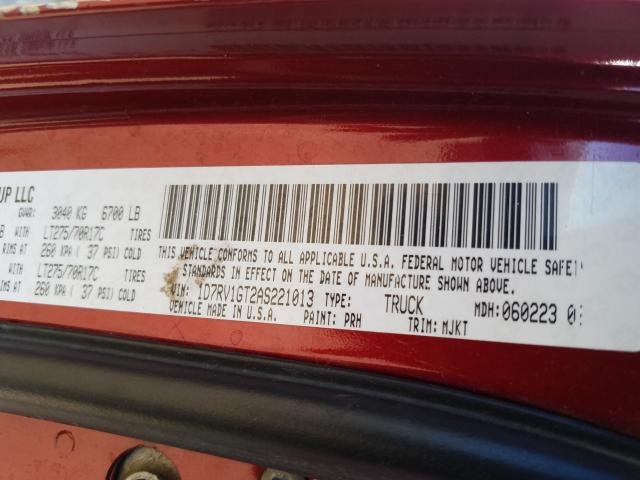 UP LLC
GVWR: 3040 KG 6700 LB
B WITH LT275/70R17C TIRES
RIMS AT 260 KPA ( 37 PSI) COLD
WITH LT275/70R17C TIRES
RIMS AT 260 KPA ( 37 PSI) COLD
THIS VEHICLE CONFORMS TO ALL APPLICABLE U.S.A. FEDERAL MOTOR VEHICLE SAFET
STANDARDS IN EFFECT ON THE DATE OF MANUFACTURE SHOWN ABOVE.
VIN: 1D7RV1GT2AS221013 TYPE: TRUCK MDH: 060223 0
VEHICLE MADE IN U.S.A. PAINT: PRH TRIM: MJKT